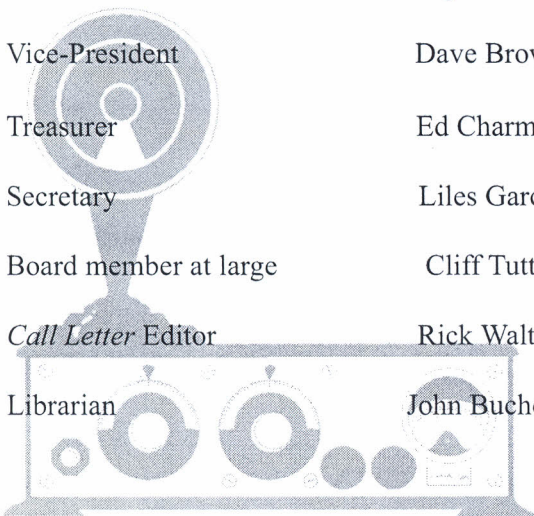 Vice-President Dave Brow
Treasurer Ed Charm
Secretary Liles Gard
Board member at large Cliff Tutt
Call Letter Editor Rick Walt
Librarian John Buch